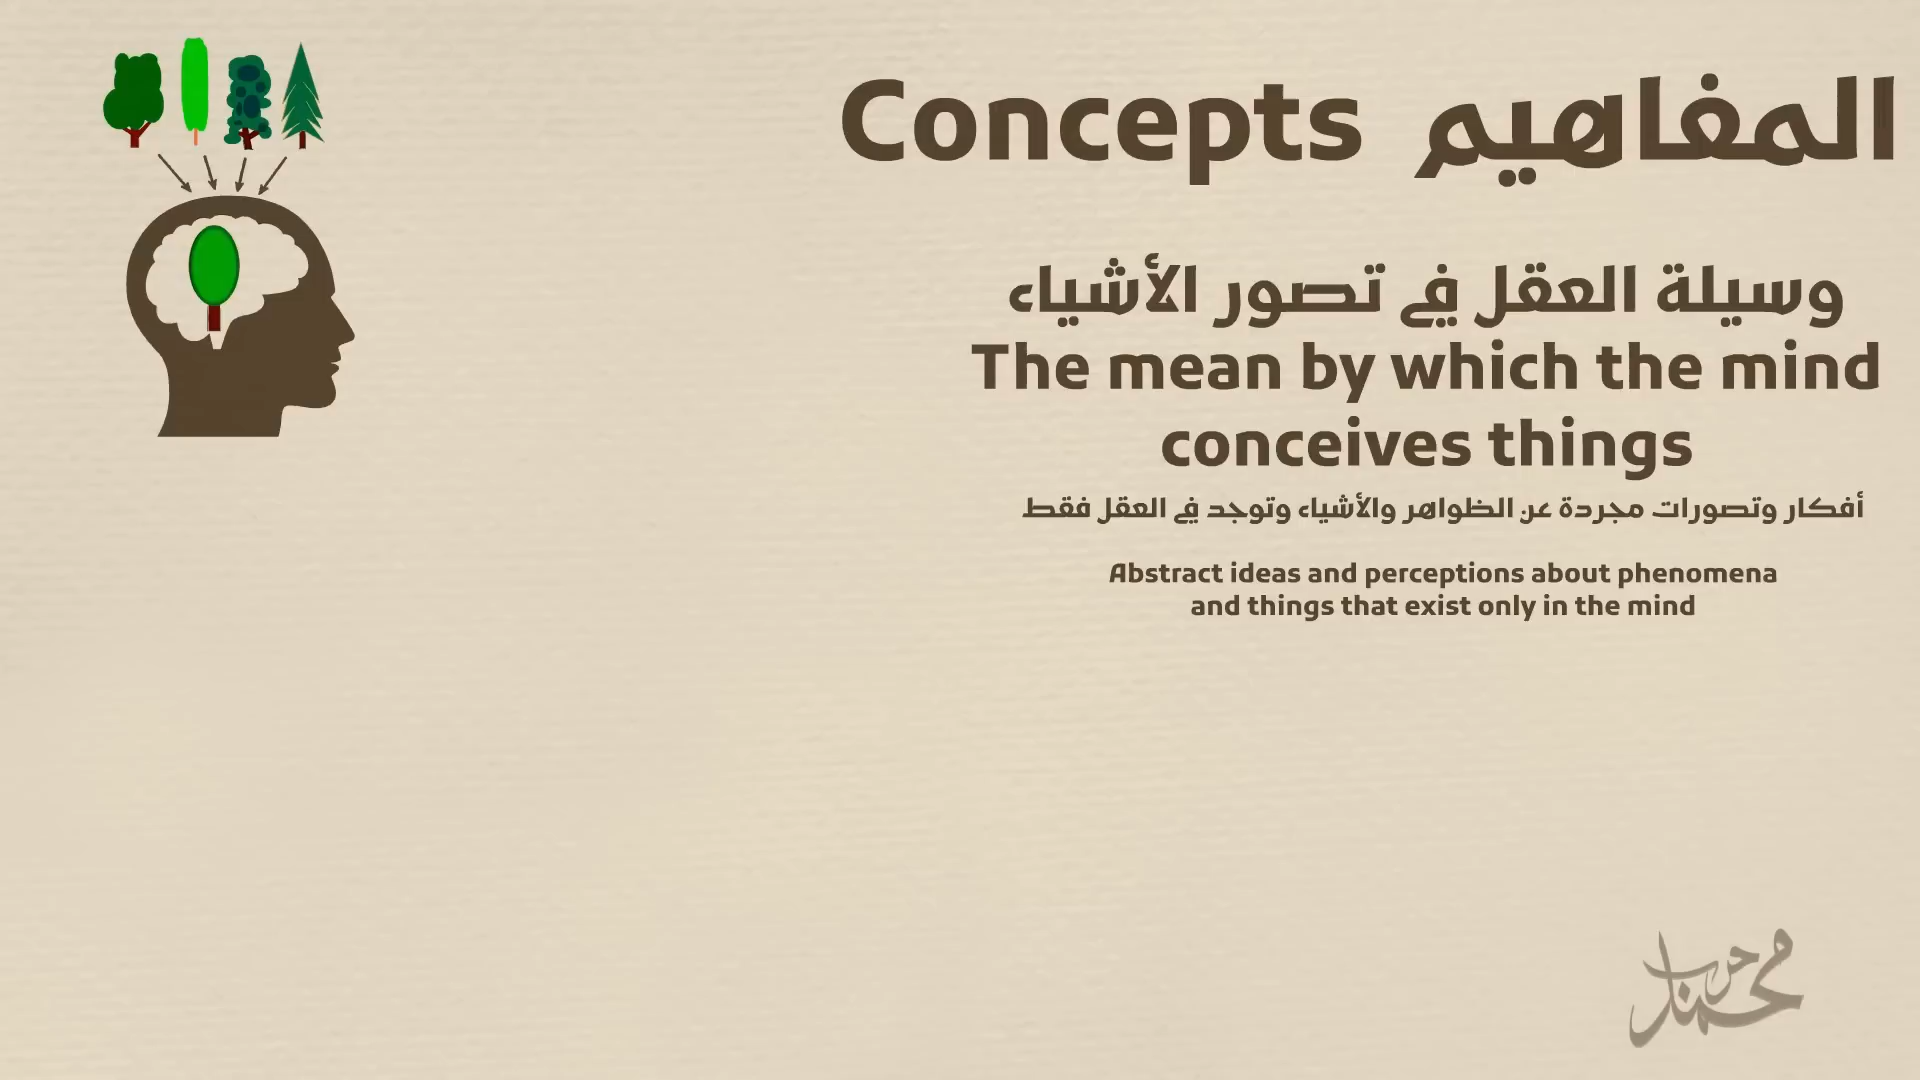 المفاهيم Concepts
وسيلة العقل في تصور الأشياء
The mean by which the mind
conceives things
أفكار وتصورات مجردة عن الظواهر والأشياء وتوجد في العقل فقط
Abstract ideas and perceptions about phenomena
and things that exist only in the mind